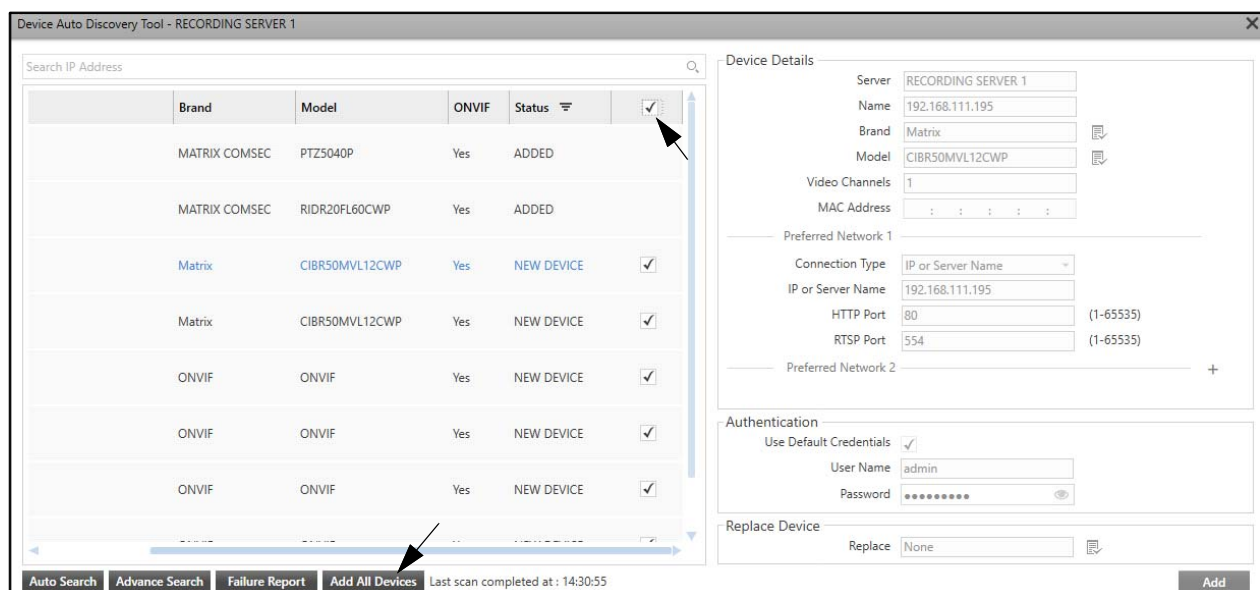 Device Auto Discovery Tool - RECORDING SERVER 1
Search IP Address
Brand Model ONVIF Status
MATRIX COMSEC PTZ5040P Yes ADDED
MATRIX COMSEC RIDR20FL60CWP Yes ADDED
Matrix CIBR50MVL12CWP Yes NEW DEVICE
Matrix CIBR50MVL12CWP Yes NEW DEVICE
ONVIF ONVIF Yes NEW DEVICE
ONVIF ONVIF Yes NEW DEVICE
ONVIF ONVIF Yes NEW DEVICE
Auto Search Advance Search Failure Report Add All Devices Last scan completed at : 14:30:55
Device Details
Server RECORDING SERVER 1
Name 192.168.111.195
Brand Matrix
Model CIBR50MVL12CWP
Video Channels 1
MAC Address : : : : :
Preferred Network 1
Connection Type IP or Server Name
IP or Server Name 192.168.111.195
HTTP Port 80 (1-65535)
RTSP Port 554 (1-65535)
Preferred Network 2 +
Authentication
Use Default Credentials
User Name admin
Password •••••••••
Replace Device
Replace None
Add